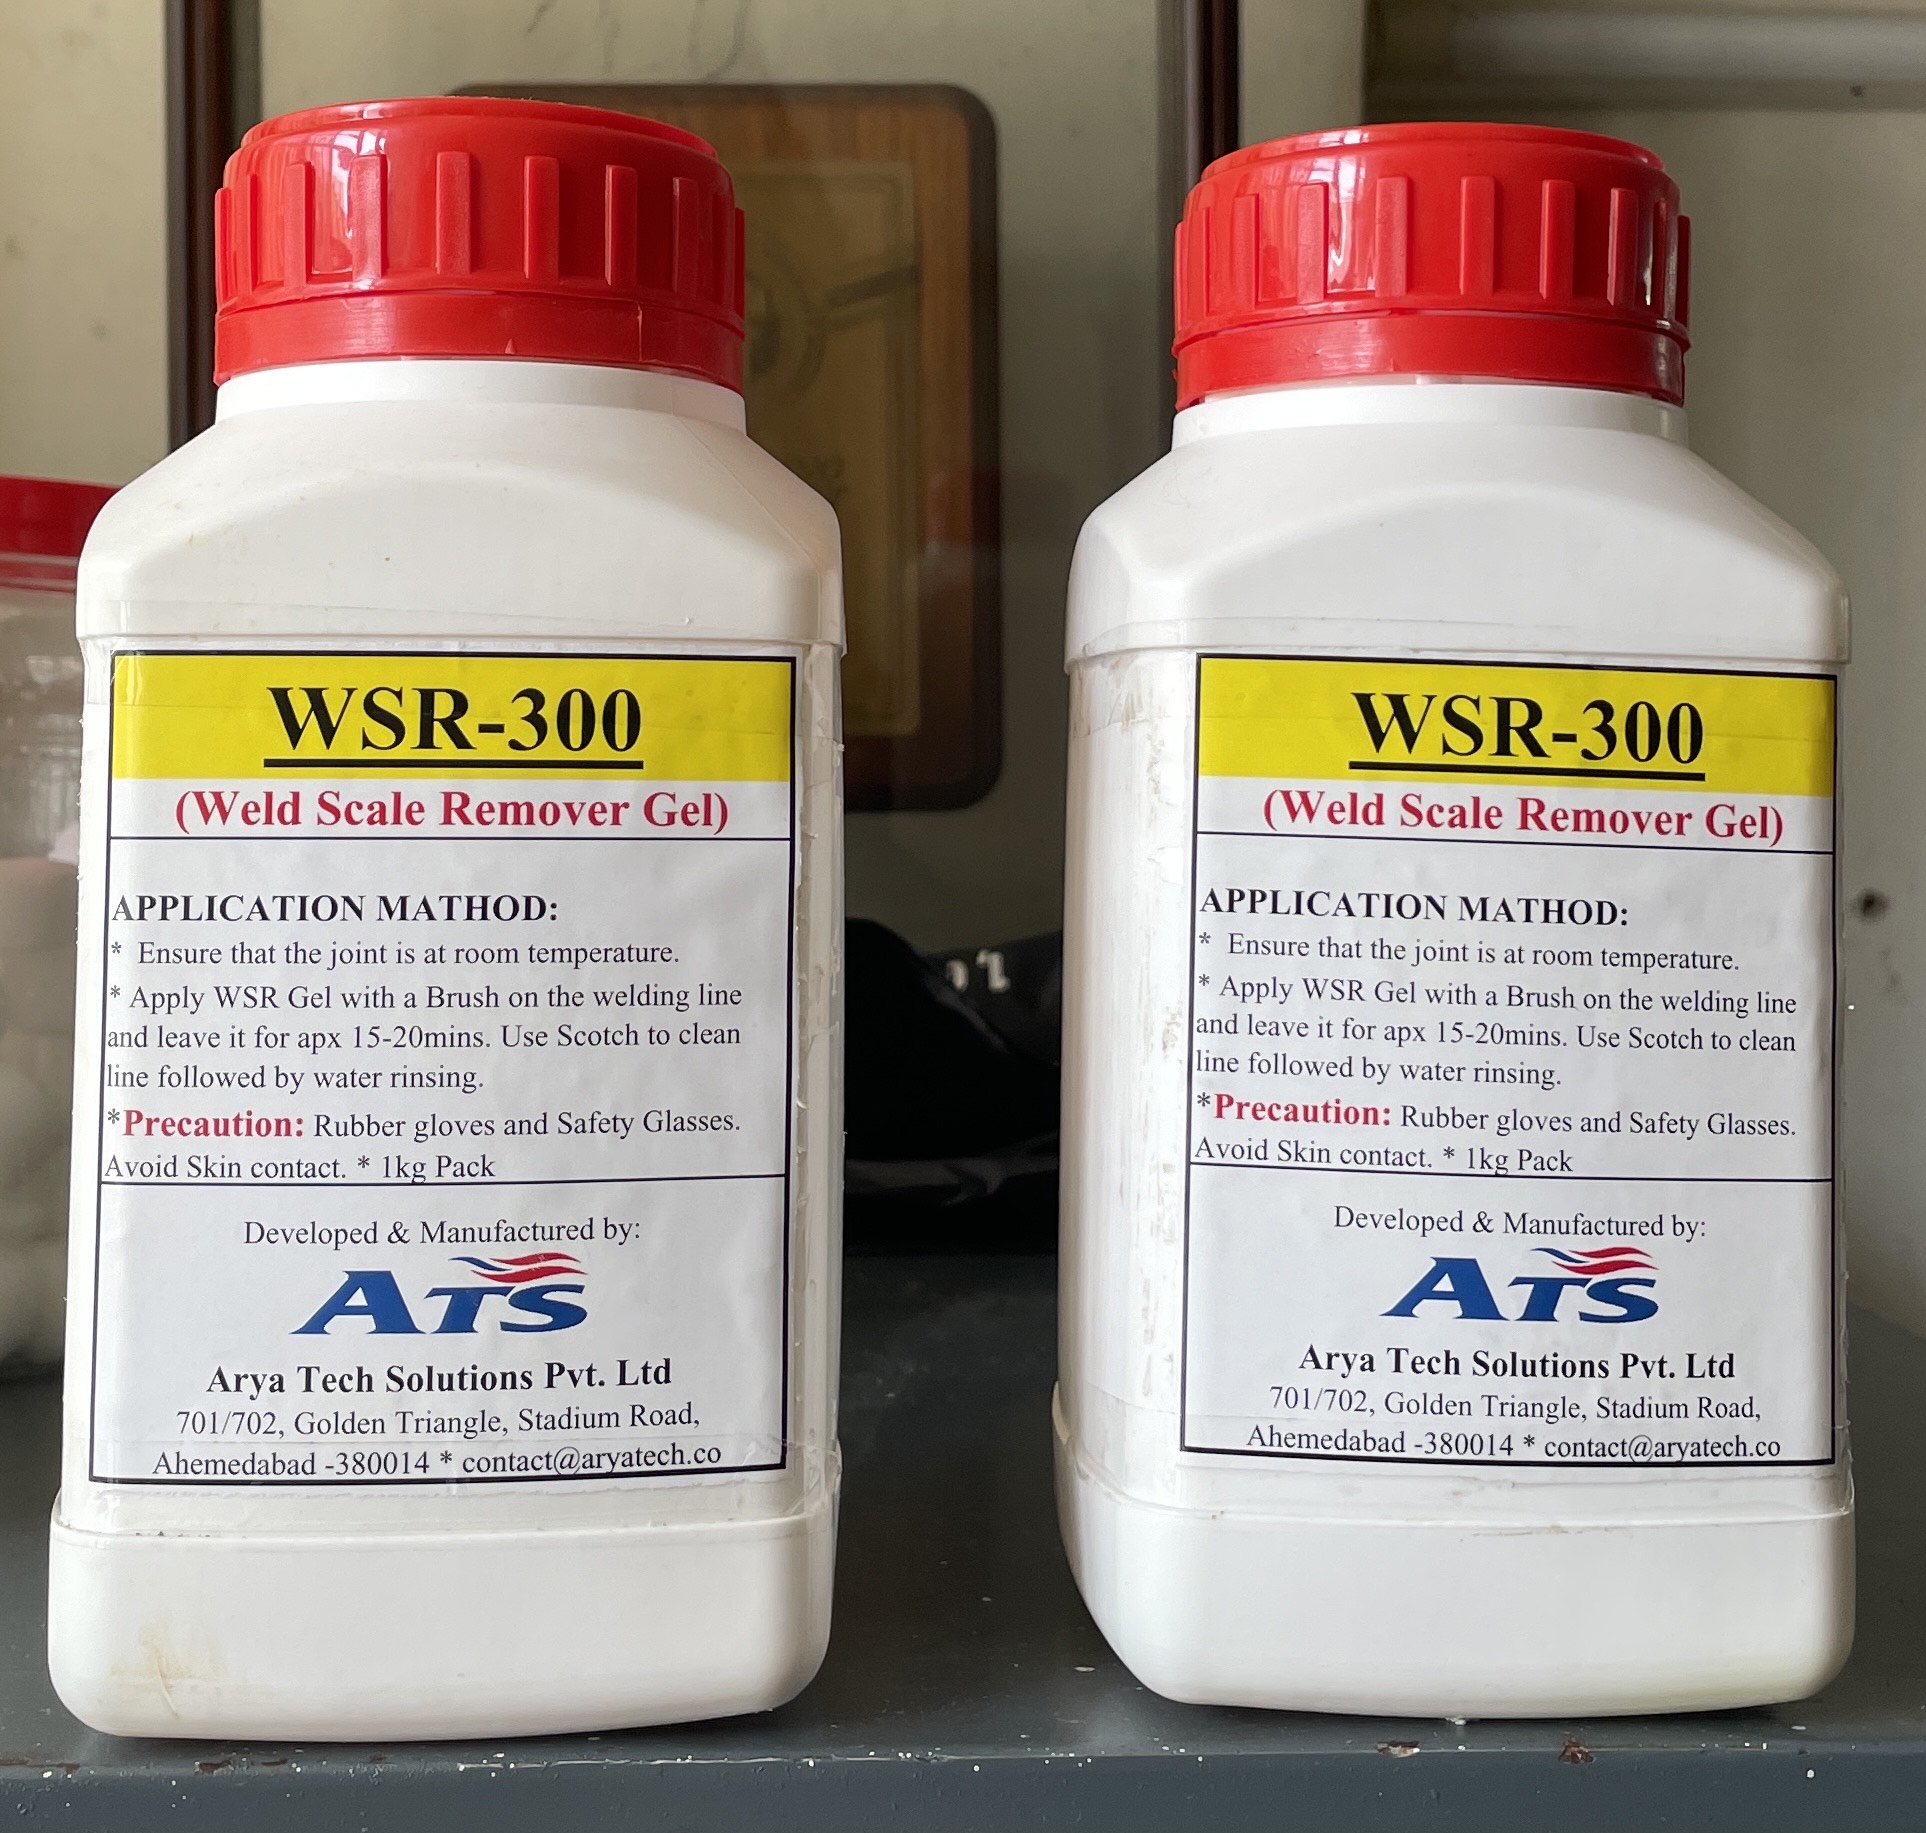 WSR-300
(Weld Scale Remover Gel)
APPLICATION MATHOD:
* Ensure that the joint is at room temperature.
* Apply WSR Gel with a Brush on the welding line
and leave it for apx 15-20mins. Use Scotch to clean
line followed by water rinsing.
*Precaution: Rubber gloves and Safety Glasses.
Avoid Skin contact. * 1kg Pack
Developed & Manufactured by:
ATS
Arya Tech Solutions Pvt. Ltd
701/702, Golden Triangle, Stadium Road,
Ahemedabad -380014 * contact@aryatech.co
WSR-300
(Weld Scale Remover Gel)
APPLICATION MATHOD:
* Ensure that the joint is at room temperature.
* Apply WSR Gel with a Brush on the welding line
and leave it for apx 15-20mins. Use Scotch to clean
line followed by water rinsing.
*Precaution: Rubber gloves and Safety Glasses.
Avoid Skin contact. * 1kg Pack
Developed & Manufactured by:
ATS
Arya Tech Solutions Pvt. Ltd
701/702, Golden Triangle, Stadium Road,
Ahemedabad -380014 * contact@aryatech.co